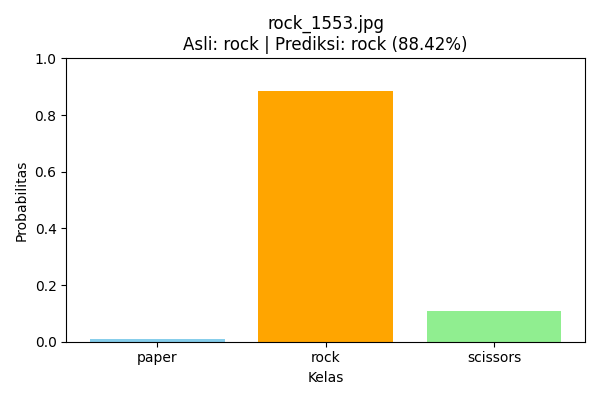 rock_1553.jpg
Asli: rock | Prediksi: rock (88.42%)
1.0
0.8
0.6
0.4
0.2
0.0
Probabilitas
paper
rock
scissors
Kelas